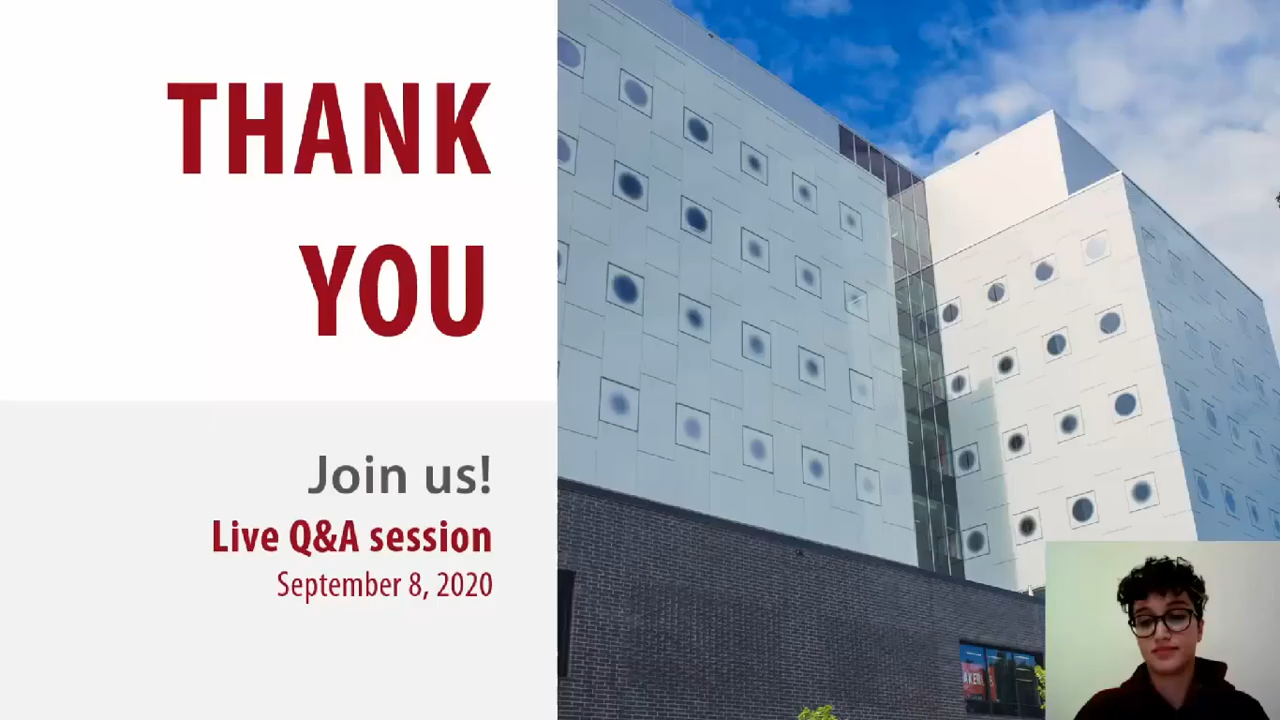 THANK
YOU
Join us!
Live Q&A session
September 8, 2020